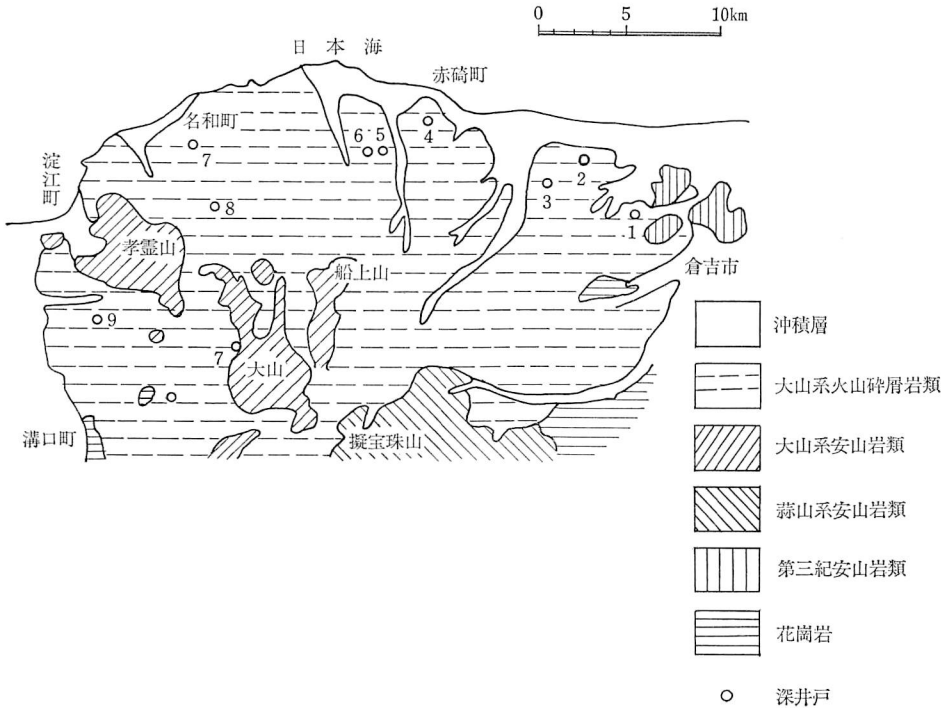 0 5 10km
日本海
赤碕町
名和町
淀江町
7
6 5
4
2
3
1
8
孝霊山
船上山
倉吉市
9
7
大山
溝口町
擬宝珠山
沖積層
大山系火山砕屑岩類
大山系安山岩類
蒜山系安山岩類
第三紀安山岩類
花崗岩
深井戸